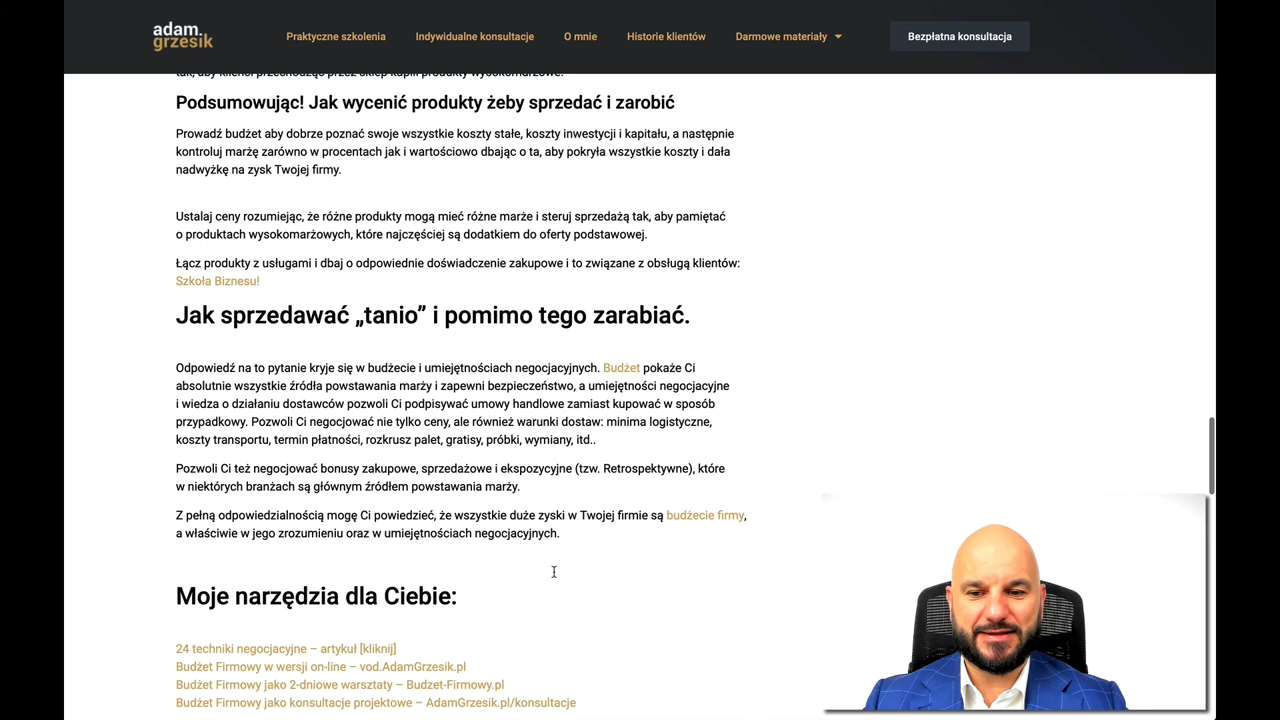 adam.
grzesik
Praktyczne szkolenia
Indywidualne konsultacje
O mnie
Historie klientów
Darmowe materiały
Bezpłatna konsultacja
tak, aby klienci przechodząc przez sklep kupili produkty wysokomarżowe.
Podsumowując! Jak wycenić produkty żeby sprzedać i zarobić
Prowadź budżet aby dobrze poznać swoje wszystkie koszty stałe, koszty inwestycji i kapitału, a następnie
kontroluj marżę zarówno w procentach jak i wartościowo dbając o ta, aby pokryła wszystkie koszty i dała
nadwyżkę na zysk Twojej firmy.
Ustalaj ceny rozumiejąc, że różne produkty mogą mieć różne marże i steruj sprzedażą tak, aby pamiętać
o produktach wysokomarżowych, które najczęściej są dodatkiem do oferty podstawowej.
Łącz produkty z usługami i dbaj o odpowiednie doświadczenie zakupowe i to związane z obsługą klientów:
Szkoła Biznesu!
Jak sprzedawać „tanio” i pomimo tego zarabiać.
Odpowiedź na to pytanie kryje się w budżecie i umiejętnościach negocjacyjnych. Budżet pokaże Ci
absolutnie wszystkie źródła powstawania marży i zapewni bezpieczeństwo, a umiejętności negocjacyjne
i wiedza o działaniu dostawców pozwoli Ci podpisywać umowy handlowe zamiast kupować w sposób
przypadkowy. Pozwoli Ci negocjować nie tylko ceny, ale również warunki dostaw: minima logistyczne,
koszty transportu, termin płatności, rozkrusz palet, gratisy, próbki, wymiany, itd..
Pozwoli Ci też negocjować bonusy zakupowe, sprzedażowe i ekspozycyjne (tzw. Retrospektywne), które
w niektórych branżach są głównym źródłem powstawania marży.
Z pełną odpowiedzialnością mogę Ci powiedzieć, że wszystkie duże zyski w Twojej firmie są budżecie firmy,
a właściwie w jego zrozumieniu oraz w umiejętnościach negocjacyjnych.
Moje narzędzia dla Ciebie:
24 techniki negocjacyjne – artykuł [kliknij]
Budżet Firmowy w wersji on-line – vod.AdamGrzesik.pl
Budżet Firmowy jako 2-dniowe warsztaty – Budzet-Firmowy.pl
Budżet Firmowy jako konsultacje projektowe – AdamGrzesik.pl/konsultacje